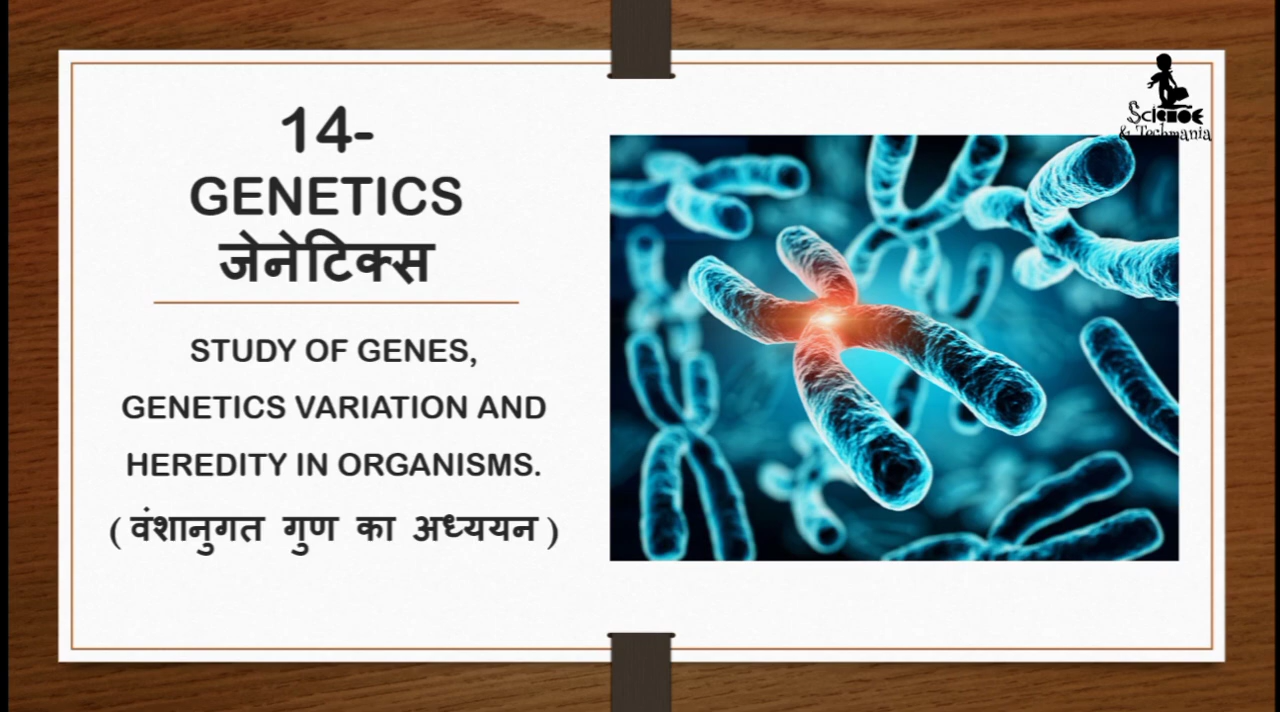 14-
GENETICS
जेनेटिक्स
STUDY OF GENES,
GENETICS VARIATION AND
HEREDITY IN ORGANISMS.
( वंशानुगत गुण का अध्ययन )
Science
& Techmania